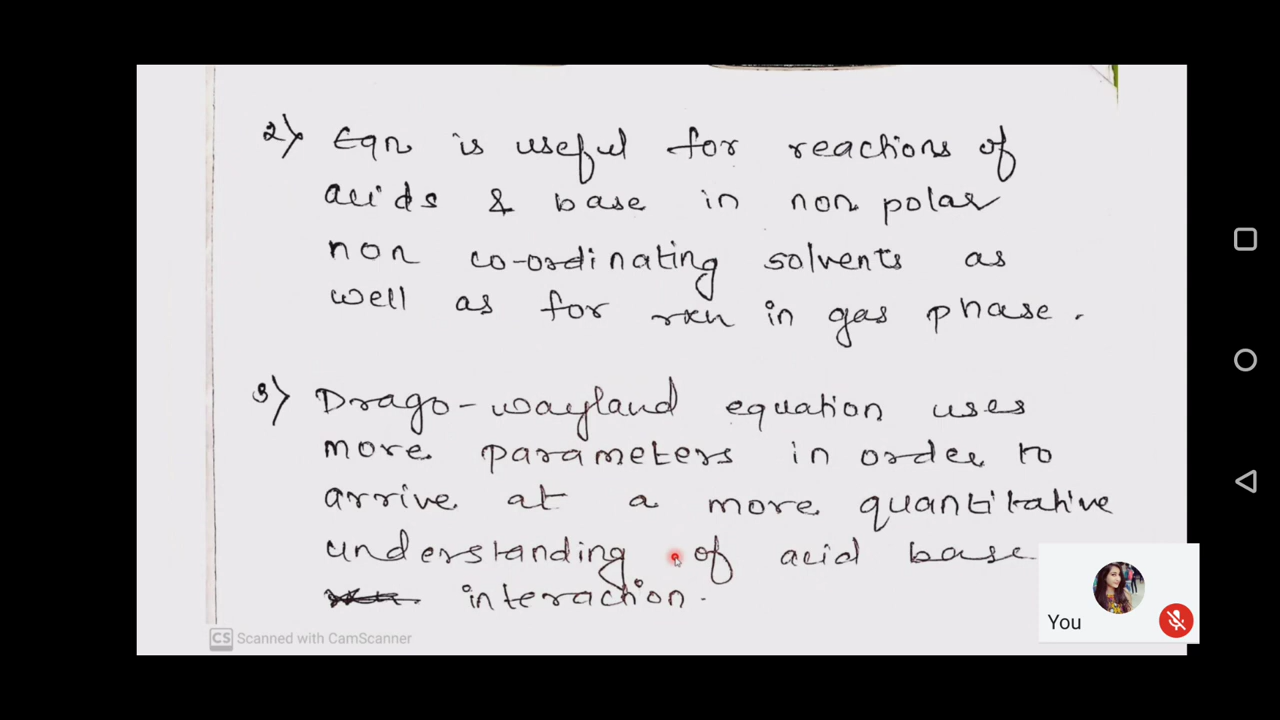 2) Eqn is useful for reactions of
acids & base in non polar
non co-ordinating solvents as
well as for rxn in gas phase.
3) Drago-wayland equation uses
more parameters in order to
arrive at a more quantitative
understanding of acid base
interaction.
CS Scanned with CamScanner
You